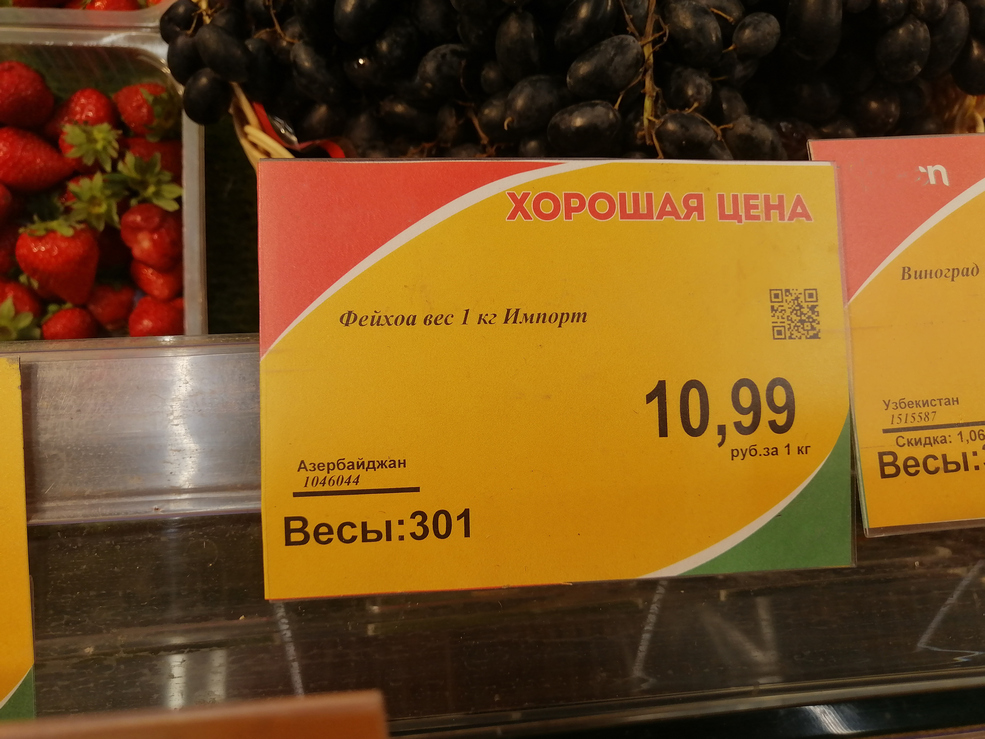 ХОРОШАЯ ЦЕНА
Фейхоа вес 1 кг Импорт
10,99
руб.за 1 кг
Азербайджан
1046044
Весы:301
Виноград
Узбекистан
1515587
Скидка: 1,06
Весы: